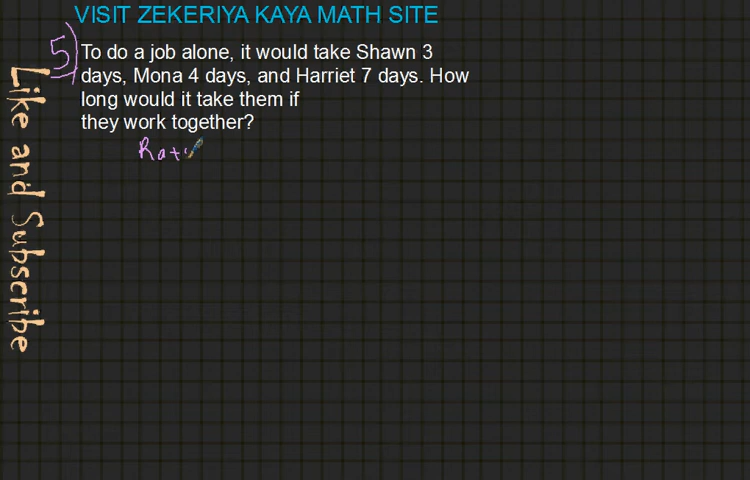 VISIT ZEKERIYA KAYA MATH SITE
5)
To do a job alone, it would take Shawn 3
days, Mona 4 days, and Harriet 7 days. How
long would it take them if
they work together?
Rat
Like and Subscribe